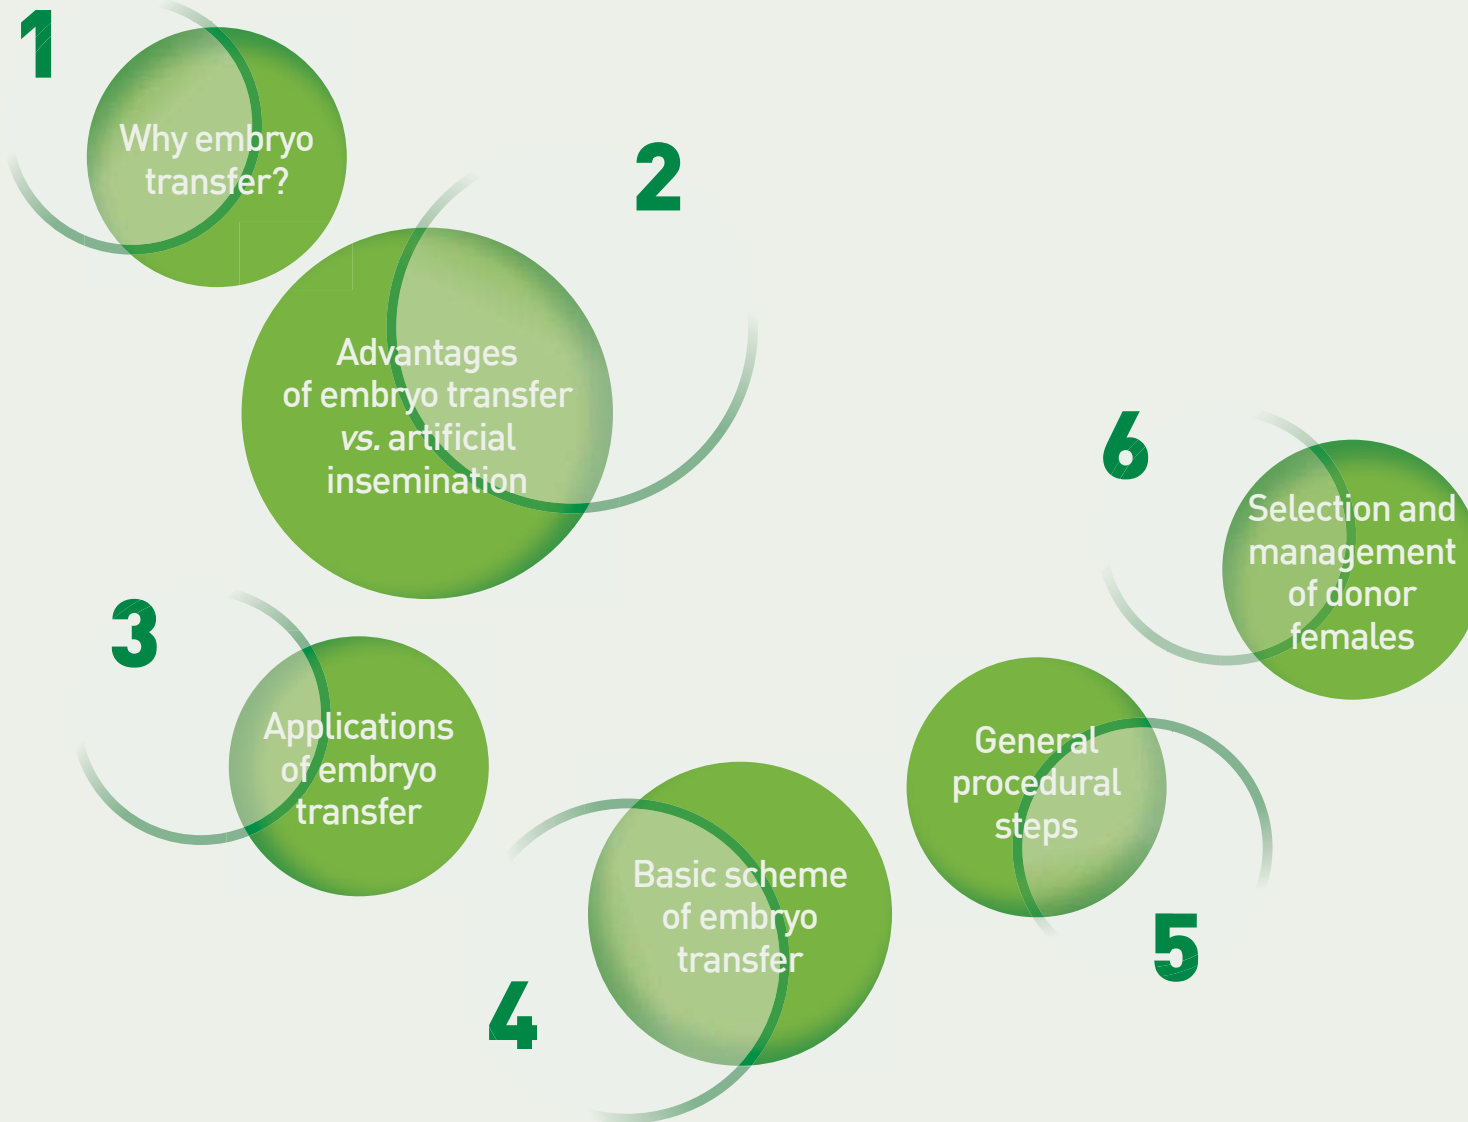 1
Why embryo
transfer?
2
Advantages
of embryo transfer
vs. artificial
insemination
3
Applications
of embryo
transfer
4
Basic scheme
of embryo
transfer
5
General
procedural
steps
6
Selection and
management
of donor
females